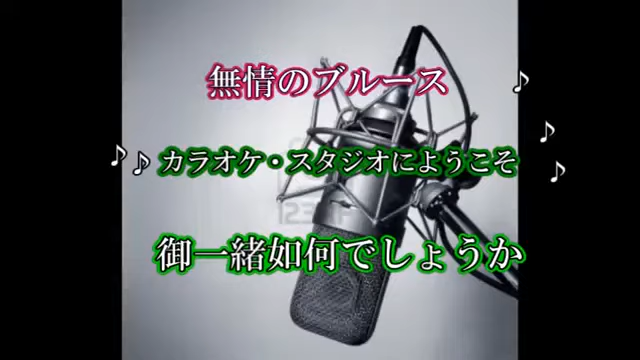 無情のブルース
♪カラオケ・スタジオにようこそ
御一緒如何でしょうか